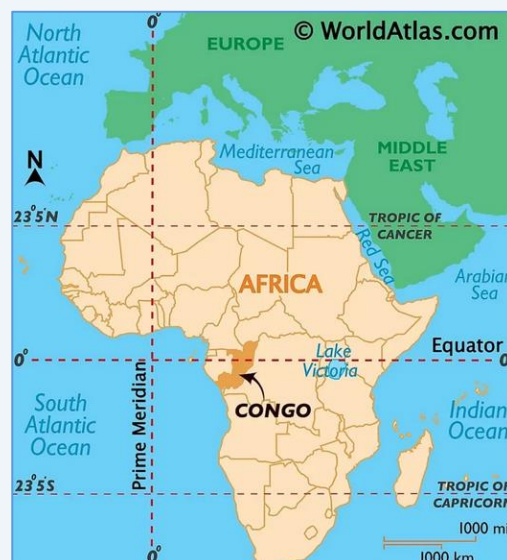 0°
North
Atlantic
Ocean
EUROPE
© WorldAtlas.com
MIDDLE
EAST
Mediterranean
Sea
N
23°5N
TROPIC OF
CANCER
Red Sea
Arabian
Sea
AFRICA
Lake
Victoria
Equator
0°
0
CONGO
Prime Meridian
South
Atlantic
Ocean
Indian
Ocean
23°5S
TROPIC OF
CAPRICORN
1000 mi
1000 km
0°